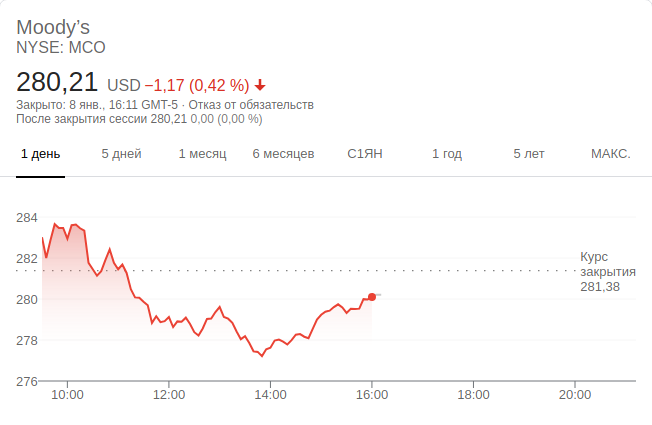 Moody’s
NYSE: MCO
280,21 USD −1,17 (0,42 %)
Закрыто: 8 янв., 16:11 GMT-5 · Отказ от обязательств
После закрытия сессии 280,21 0,00 (0,00 %)
1 день 5 дней 1 месяц 6 месяцев С1ЯН 1 год 5 лет МАКС.
284
282
280
278
276
Курс
закрытия
281,38
10:00 12:00 14:00 16:00 18:00 20:00